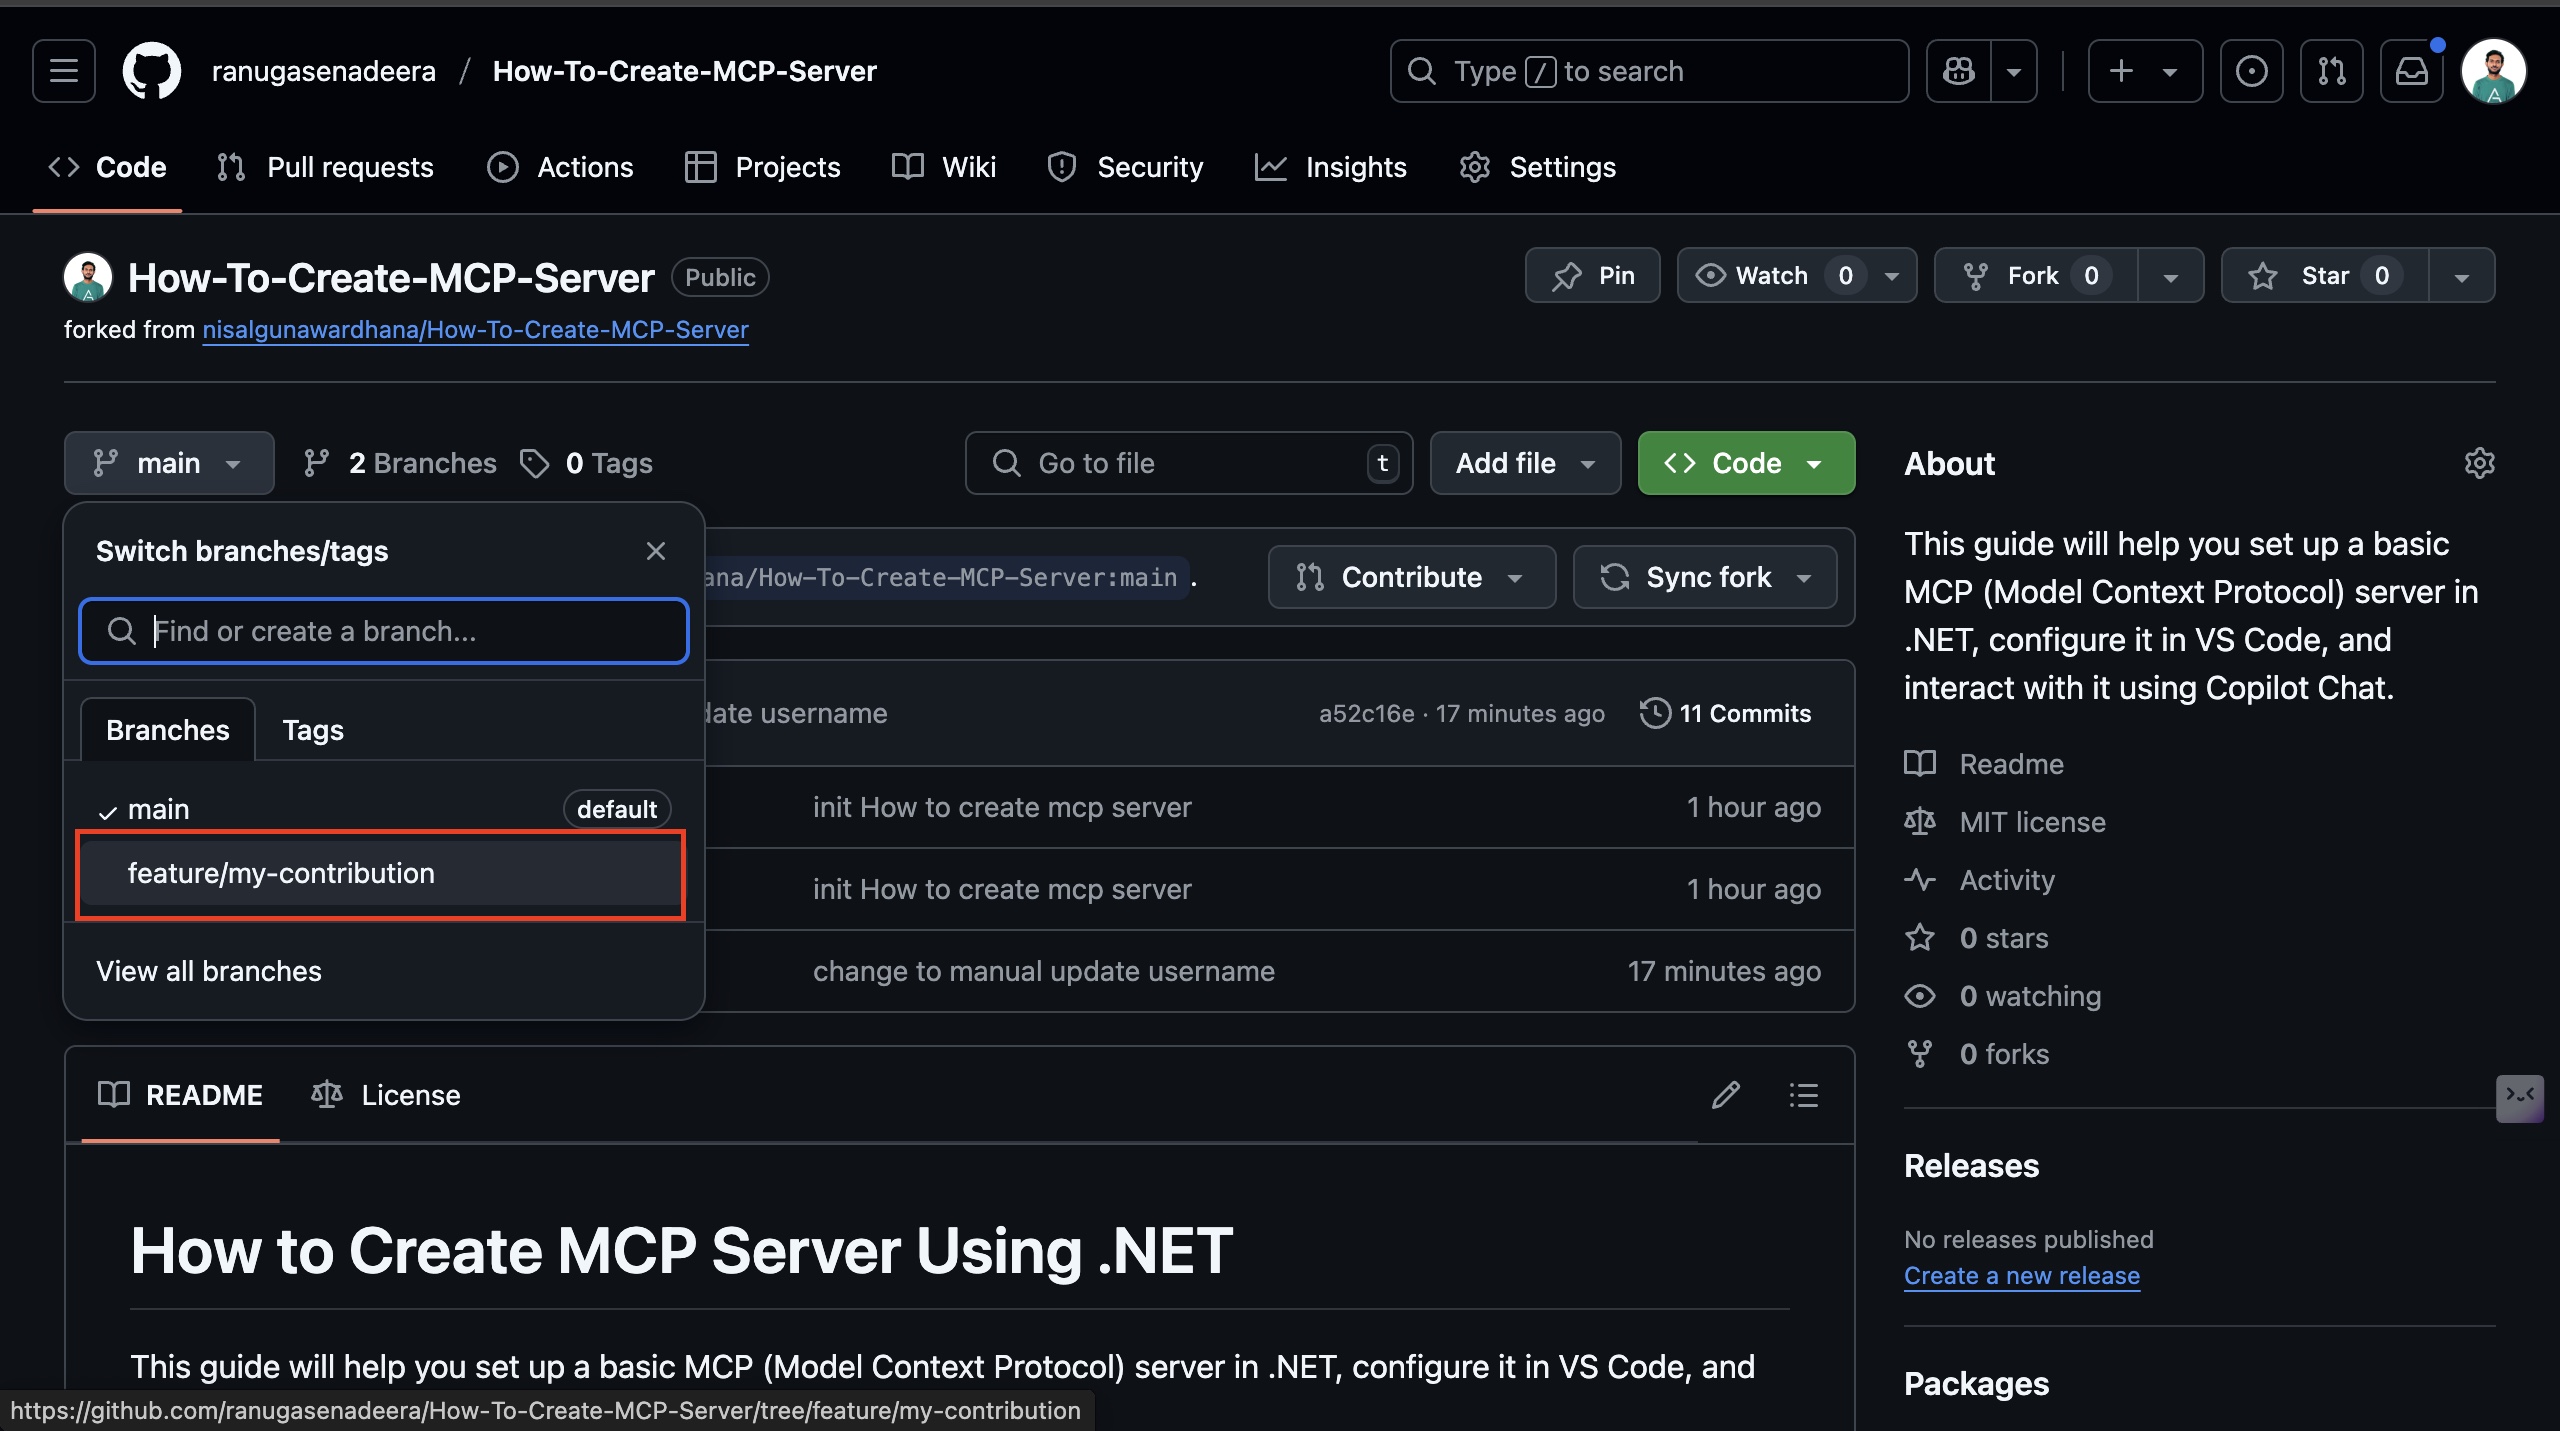 ranugasenadeera / How-To-Create-MCP-Server
Type / to search
Code Pull requests Actions Projects Wiki Security Insights Settings
How-To-Create-MCP-Server Public
Pin Watch 0 Fork 0 Star 0
forked from nisalgunawardhana/How-To-Create-MCP-Server
main 2 Branches 0 Tags
Go to file t
Add file
Code
Switch branches/tags
ana/How-To-Create-MCP-Server:main .
Contribute
Sync fork
Find or create a branch...
Branches Tags
date username a52c16e · 17 minutes ago 11 Commits
main default
init How to create mcp server 1 hour ago
feature/my-contribution
init How to create mcp server 1 hour ago
View all branches
change to manual update username 17 minutes ago
README License
How to Create MCP Server Using .NET
This guide will help you set up a basic MCP (Model Context Protocol) server in .NET, configure it in VS Code, and
https://github.com/ranugasenadeera/How-To-Create-MCP-Server/tree/feature/my-contribution
About
This guide will help you set up a basic
MCP (Model Context Protocol) server in
.NET, configure it in VS Code, and
interact with it using Copilot Chat.
Readme
MIT license
Activity
0 stars
0 watching
0 forks
Releases
No releases published
Create a new release
Packages